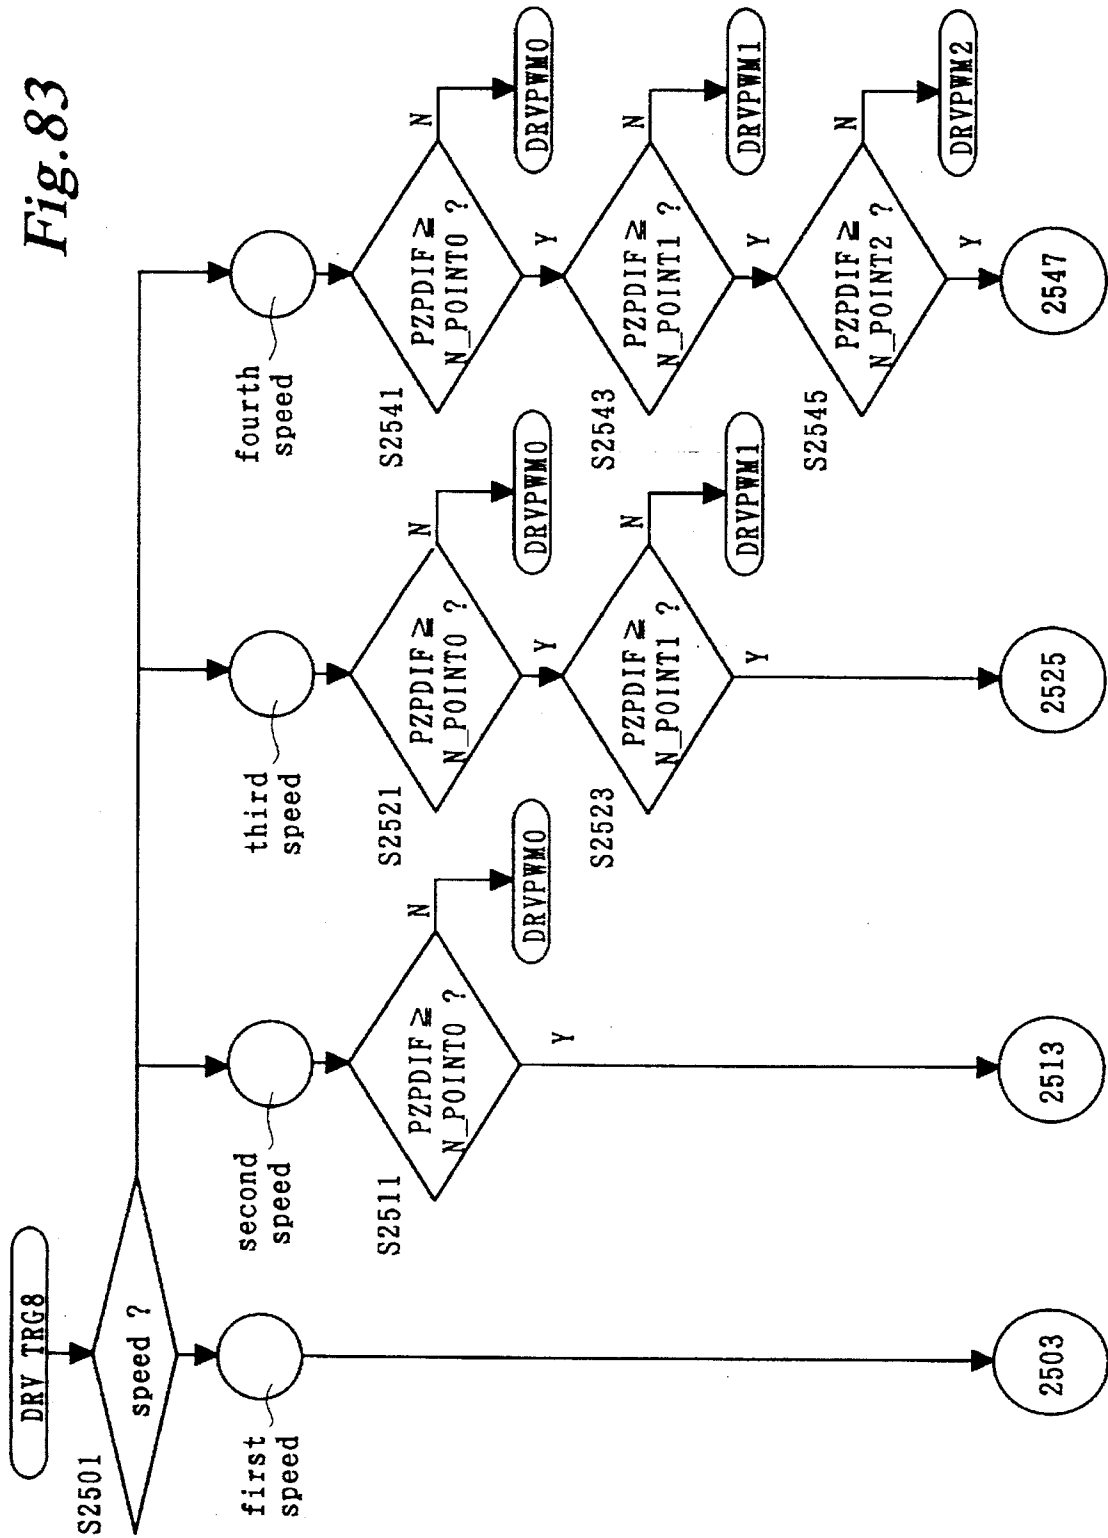 Fig.83
DRV TRG8
S2501
speed ?
first
speed
2503
second
speed
S2511
PZPDIF ≧
N_POINT0 ?
N
DRVPWM0
Y
2513
third
speed
S2521
PZPDIF ≧
N_POINT0 ?
N
DRVPWM0
Y
S2523
PZPDIF ≧
N_POINT1 ?
N
DRVPWM1
Y
2525
fourth
speed
S2541
PZPDIF ≧
N_POINT0 ?
N
DRVPWM0
Y
S2543
PZPDIF ≧
N_POINT1 ?
N
DRVPWM1
Y
S2545
PZPDIF ≧
N_POINT2 ?
N
DRVPWM2
Y
2547